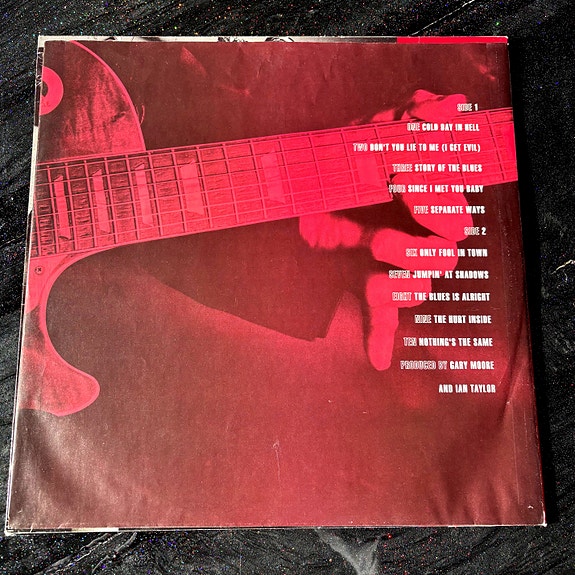 SIDE 1
ONE COLD DAY IN HELL
TWO DON'T YOU LIE TO ME (I GET EVIL)
THREE STORY OF THE BLUES
FOUR SINCE I MET YOU BABY
FIVE SEPARATE WAYS
SIDE 2
SIX ONLY FOOL IN TOWN
SEVEN JUMPIN' AT SHADOWS
EIGHT THE BLUES IS ALRIGHT
NINE THE HURT INSIDE
TEN NOTHING'S THE SAME
PRODUCED BY GARY MOORE
AND IAN TAYLOR